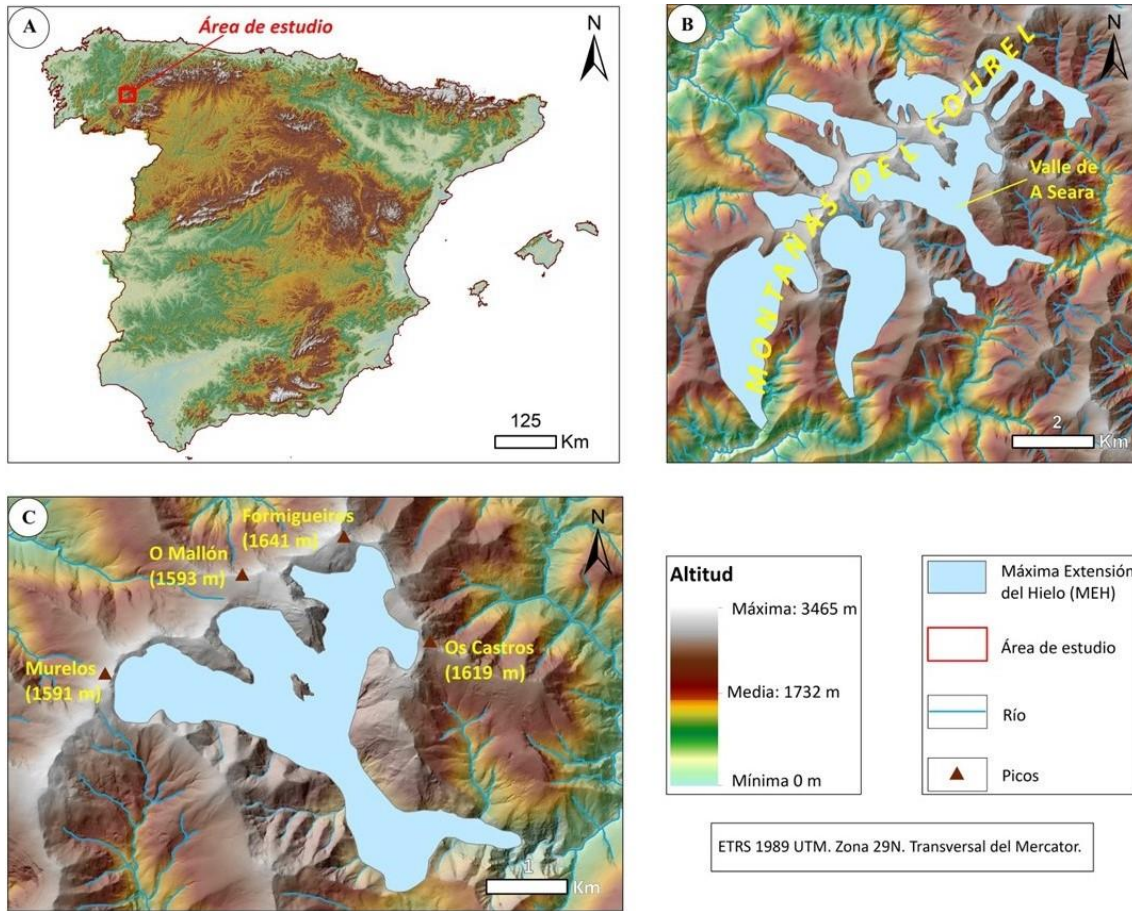 A
Área de estudio
N
125
Km
B
N
MONTAÑAS DEL COUREL
Valle de
A Seara
2
Km
C
N
Formigueiros
(1641 m)
O Mallón
(1593 m)
Murelos
(1591 m)
Os Castros
(1619 m)
1
Km
Altitud
Máxima: 3465 m
Media: 1732 m
Mínima 0 m
Máxima Extensión
del Hielo (MEH)
Área de estudio
Río
Picos
ETRS 1989 UTM. Zona 29N. Transversal del Mercator.